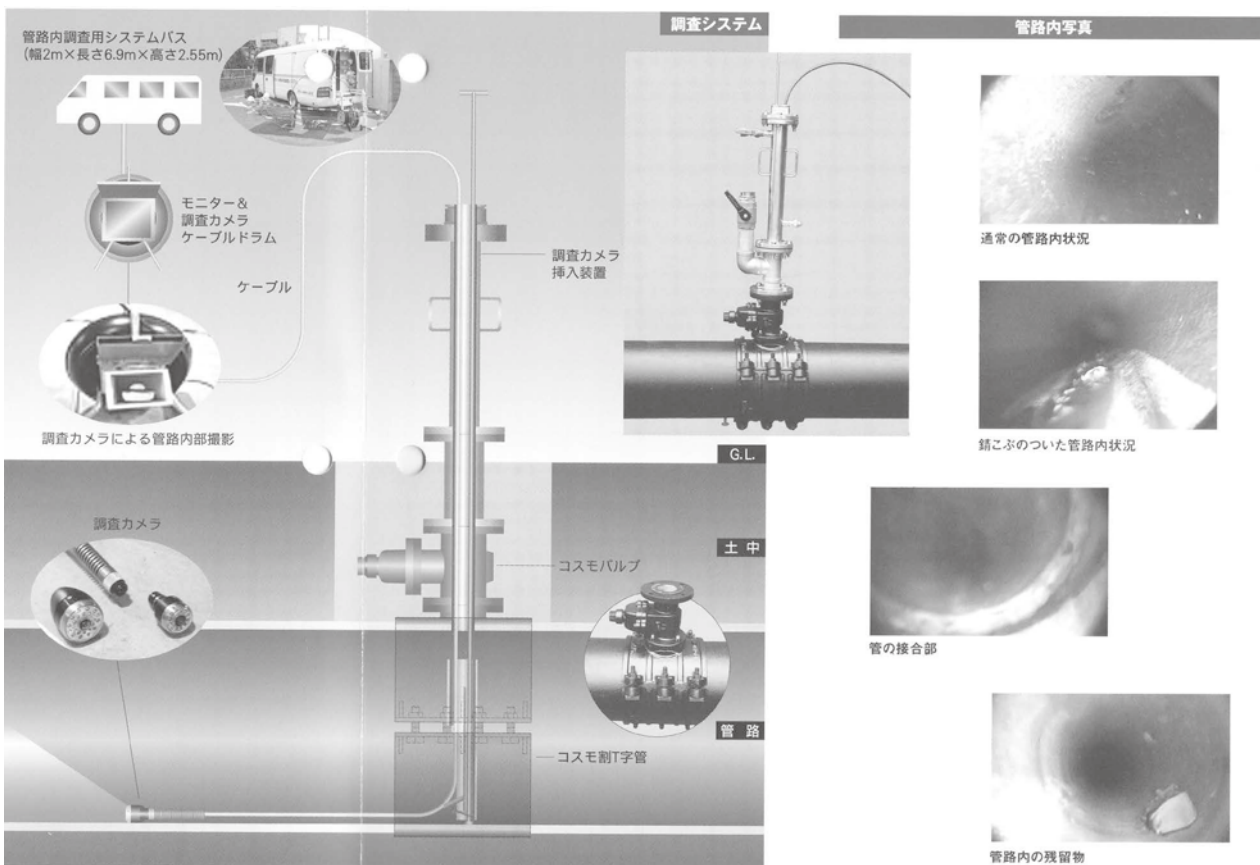 管路内調査用システムバス
(幅2m×長さ6.9m×高さ2.55m)
モニター&
調査カメラ
ケーブルドラム
ケーブル
調査カメラによる管路内部撮影
調査カメラ
挿入装置
調査カメラ
コスモバルブ
コスモ割T字管
調査システム
G.L.
土中
管路
管路内写真
通常の管路内状況
錆こぶのついた管路内状況
管の接合部
管路内の残留物